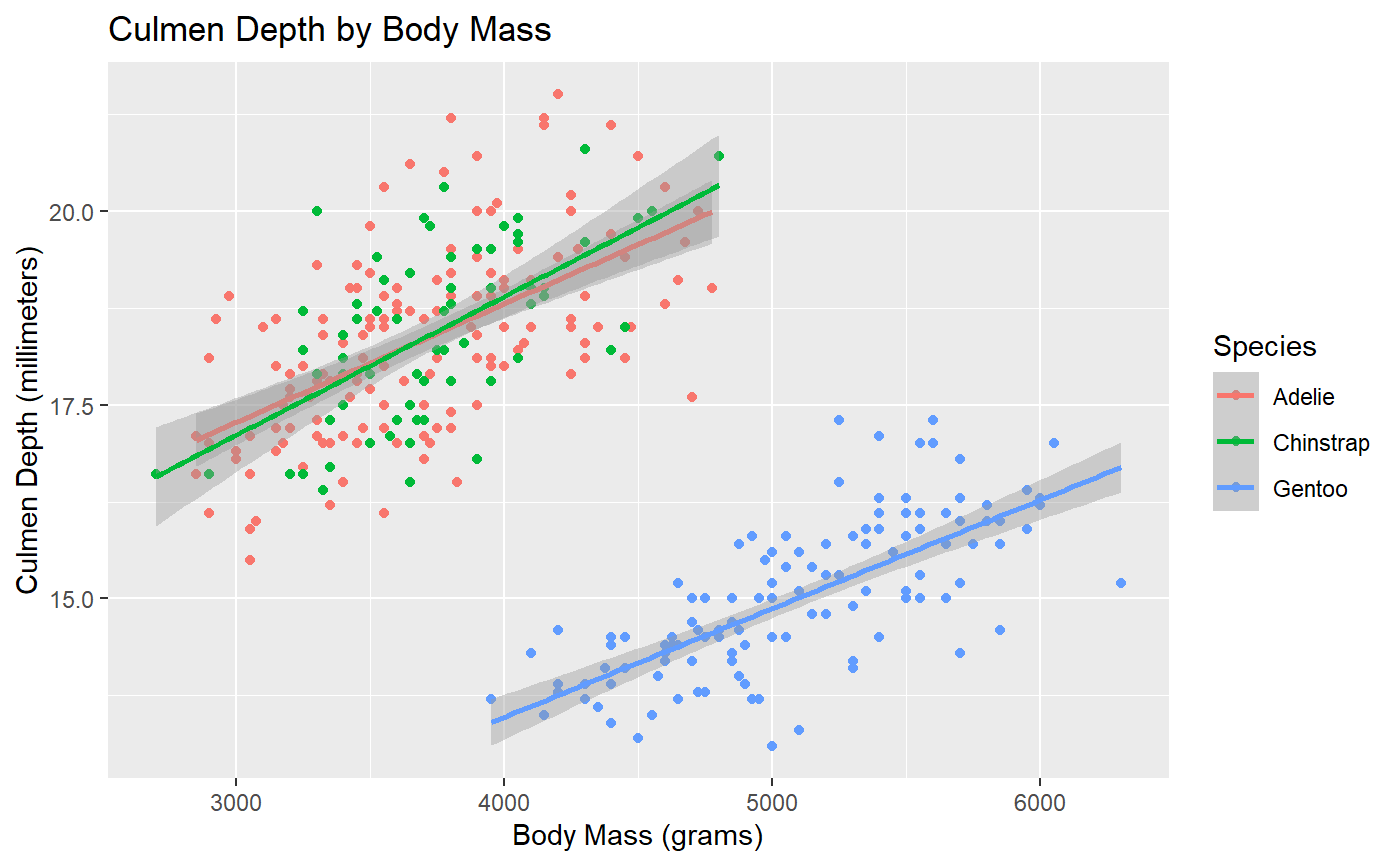 Culmen Depth by Body Mass
Culmen Depth (millimeters)
20.0
17.5
15.0
3000 4000 5000 6000
Body Mass (grams)
Species
Adelie
Chinstrap
Gentoo